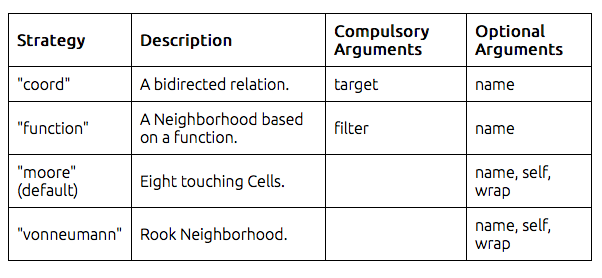 Strategy Description Compulsory Arguments Optional Arguments
"coord" A bidirected relation. target name
"function" A Neighborhood based on a function. filter name
"moore" (default) Eight touching Cells. name, self, wrap
"vonneumann" Rook Neighborhood. name, self, wrap